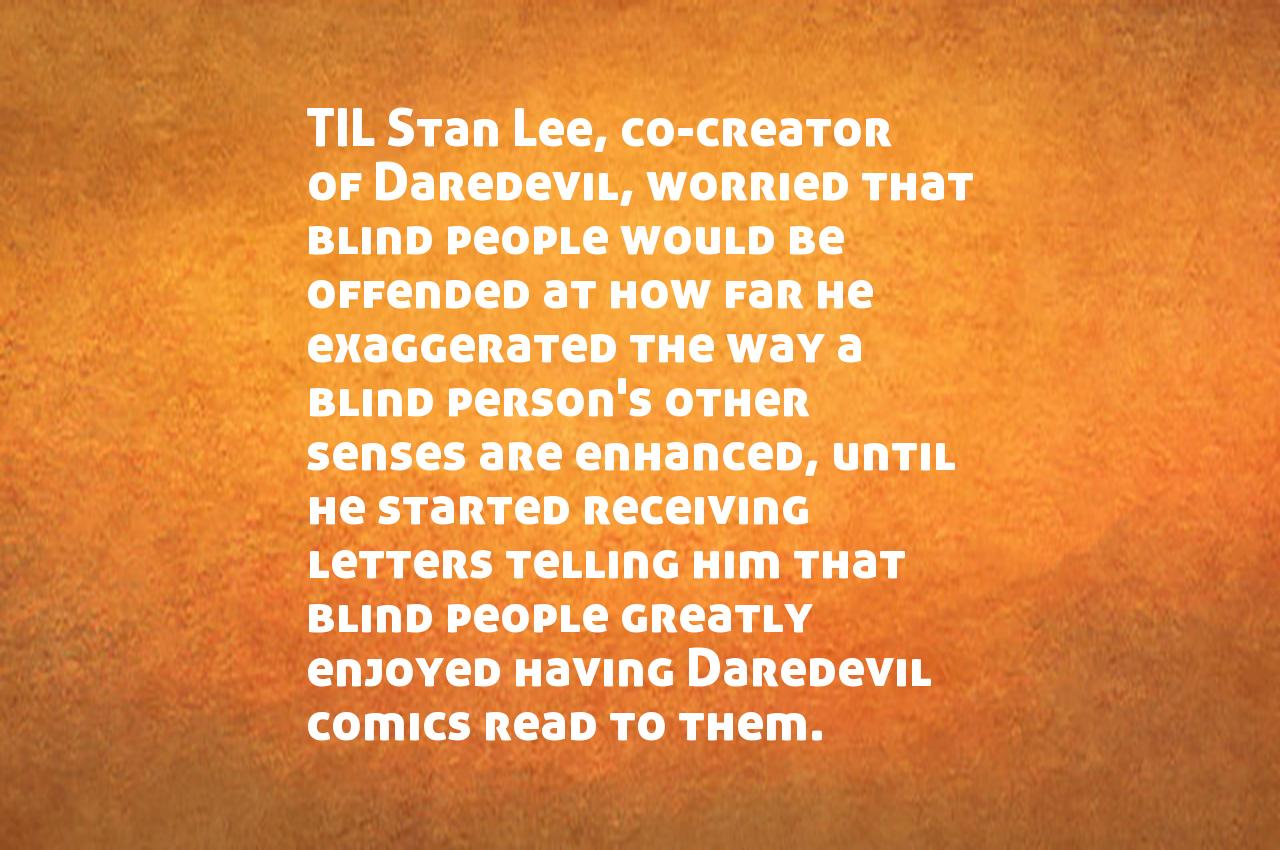 TIL Stan Lee, co-creator
of Daredevil, worried that
blind people would be
offended at how far he
exaggerated the way a
blind person's other
senses are enhanced, until
he started receiving
letters telling him that
blind people greatly
enjoyed having Daredevil
comics read to them.